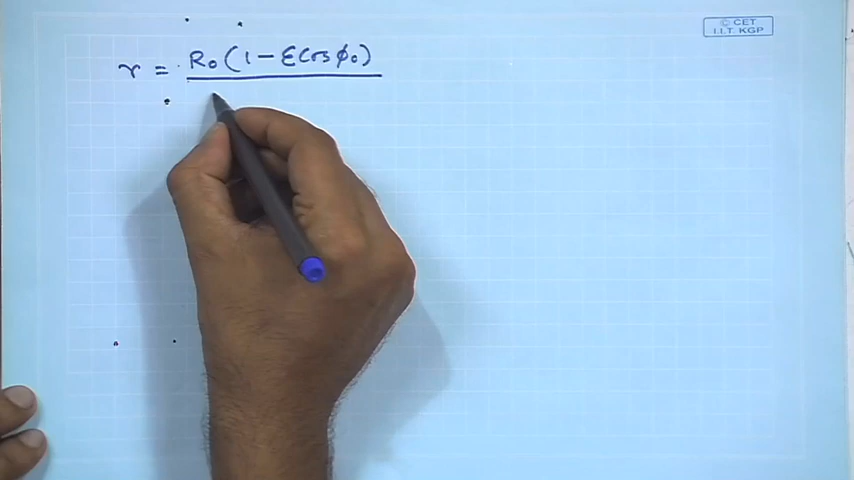 © CET
I.I.T. KGP
r = R₀(1 − ε cos φ₀)